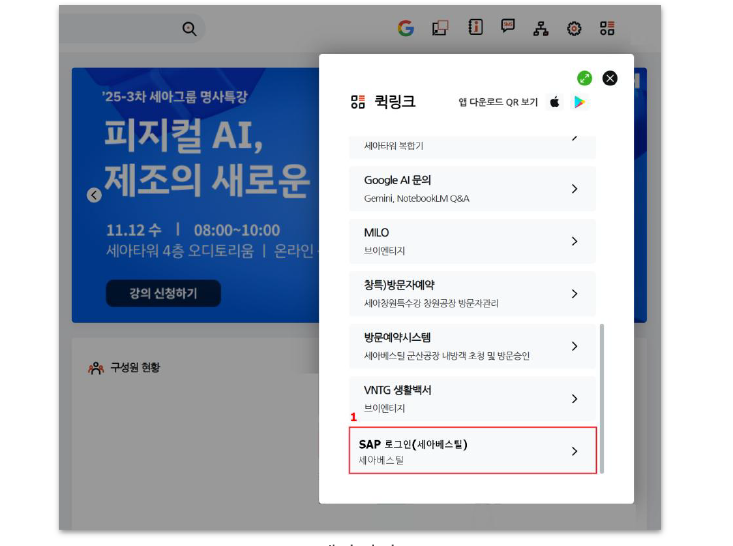 '25-3차 세아그룹 명사특강
피지컬 AI,
제조의 새로운
11.12 수 | 08:00~10:00
세아타워 4층 오디토리움 | 온라인
강의 신청하기
구성원 현황
퀵링크
앱 다운로드 QR 보기
세아타워 복합기
Google AI 문의
Gemini, NotebookLM Q&A
MILO
브이엔티지
창특)방문자예약
세아창원특수강 창원공장 방문자관리
방문예약시스템
세아베스틸 군산공장 내방객 초청 및 방문승인
VNTG 생활백서
브이엔티지
1
SAP 로그인(세아베스틸)
세아베스틸